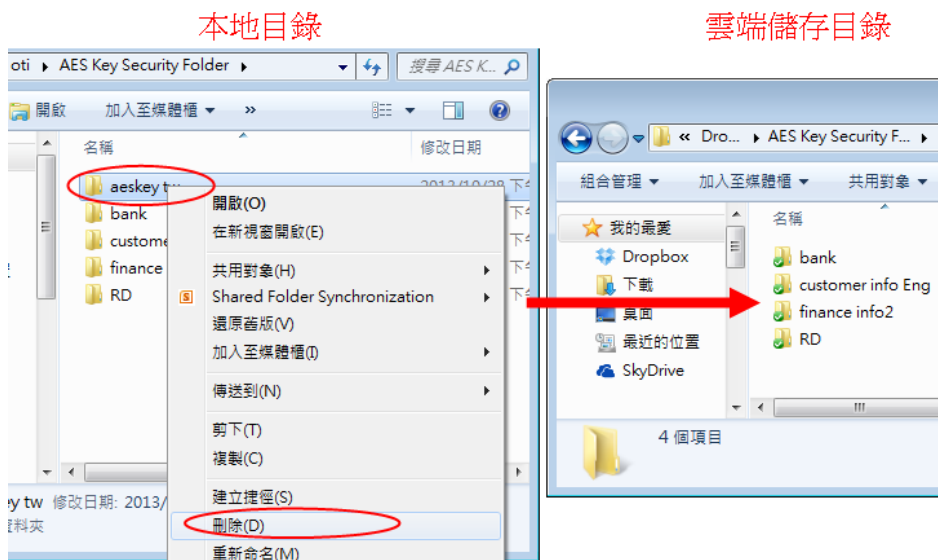 本地目錄
雲端儲存目錄
oti ▸ AES Key Security Folder ▸
搜尋 AES K...
開啟
加入至媒體櫃
»
名稱
修改日期
aeskey tw
2013/10/28 下午
bank
custome
finance
RD
開啟(O)
在新視窗開啟(E)
共用對象(H)
Shared Folder Synchronization
還原舊版(V)
加入至媒體櫃(I)
傳送到(N)
剪下(T)
複製(C)
建立捷徑(S)
刪除(D)
重新命名(M)
ey tw 修改日期: 2013/
資料夾
« Dro... ▸ AES Key Security F... ▸
組合管理
加入至媒體櫃
共用對象
我的最愛
Dropbox
下載
桌面
最近的位置
SkyDrive
名稱
bank
customer info Eng
finance info2
RD
4 個項目